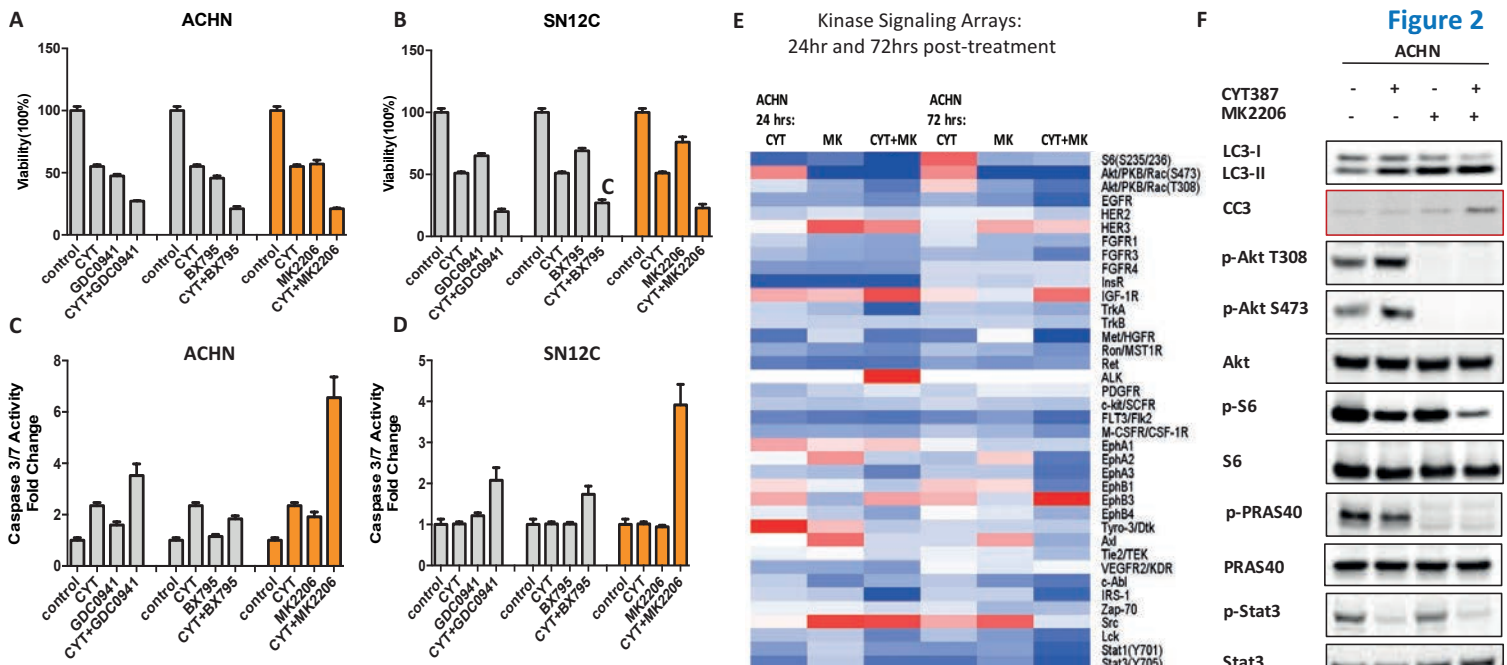 Figure 2
A
ACHN
Viability(100%)
150
100
50
0
control
CYT
GDC0941
CYT+GDC0941
control
CYT
BX795
CYT+BX795
control
CYT
MK2206
CYT+MK2206
B
SN12C
Viability(100%)
150
100
50
0
C
control
CYT
GDC0941
CYT+GDC0941
control
CYT
BX795
CYT+BX795
control
CYT
MK2206
CYT+MK2206
C
ACHN
Caspase 3/7 Activity
Fold Change
8
6
4
2
0
control
CYT
GDC0941
CYT+GDC0941
control
CYT
BX795
CYT+BX795
control
CYT
MK2206
CYT+MK2206
D
SN12C
Caspase 3/7 Activity
Fold Change
5
4
3
2
1
0
control
CYT
GDC0941
CYT+GDC0941
control
CYT
BX795
CYT+BX795
control
CYT
MK2206
CYT+MK2206
E
Kinase Signaling Arrays:
24hr and 72hrs post-treatment
ACHN ACHN
24 hrs: 72 hrs:
CYT MK CYT+MK CYT MK CYT+MK
S6(S235/236)
Akt/PKB/Rac(S473)
Akt/PKB/Rac(T308)
EGFR
HER2
HER3
FGFR1
FGFR3
FGFR4
InsR
IGF-1R
TrkA
TrkB
Met/HGFR
Ron/MST1R
Ret
ALK
PDGFR
c-kit/SCFR
FLT3/Flk2
M-CSFR/CSF-1R
EphA1
EphA2
EphA3
EphB1
EphB3
EphB4
Tyro-3/Dtk
Axl
Tie2/TEK
VEGFR2/KDR
c-Abl
IRS-1
Zap-70
Src
Lck
Stat1(Y701)
Stat3(Y705)
F
ACHN
CYT387 - + - +
MK2206 - - + +
LC3-I
LC3-II
CC3
p-Akt T308
p-Akt S473
Akt
p-S6
S6
p-PRAS40
PRAS40
p-Stat3
Stat3